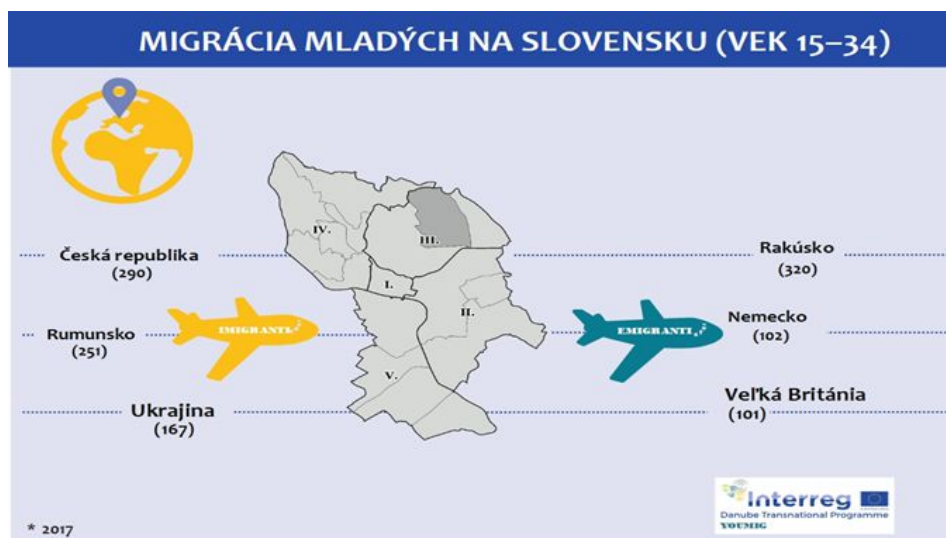 MIGRÁCIA MLADÝCH NA SLOVENSKU (VEK 15–34)
IV.
III.
Česká republika
(290)
Rakúsko
(320)
I.
II.
IMIGRANTI
EMIGRANTI
Rumunsko
(251)
Nemecko
(102)
V.
Ukrajina
(167)
Veľká Británia
(101)
Interreg
Danube Transnational Programme
YOUMIG
* 2017